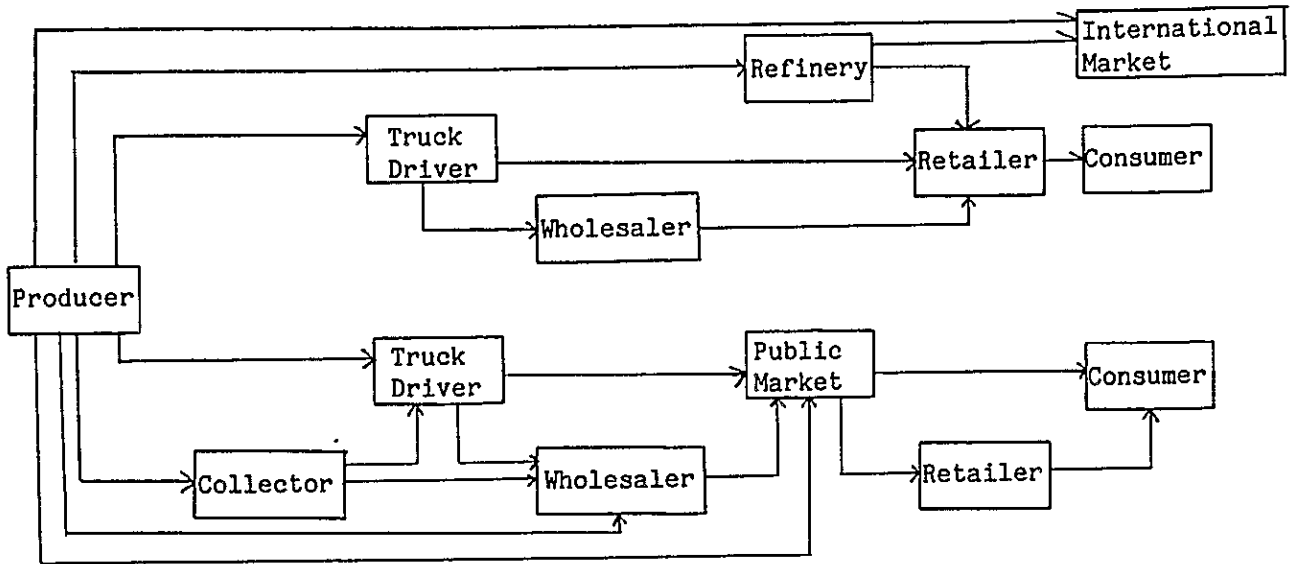 International
Market
Refinery
Truck
Driver
Retailer
Consumer
Wholesaler
Producer
Truck
Driver
Public
Market
Consumer
Collector
Wholesaler
Retailer